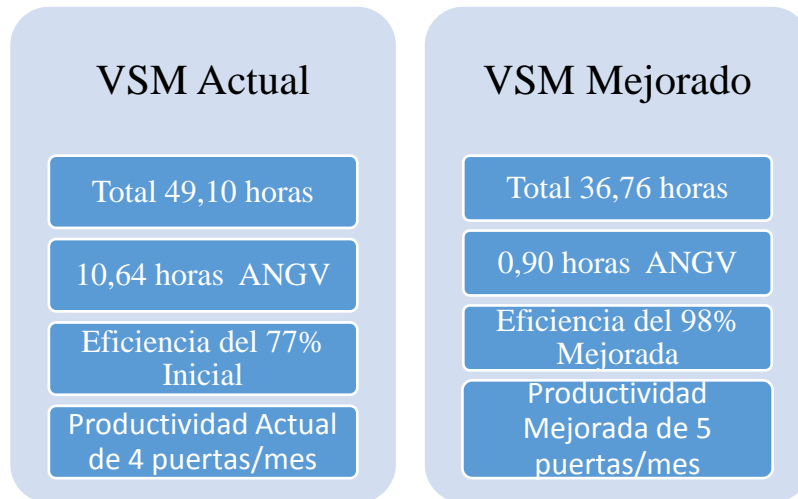 VSM Actual
Total 49,10 horas
10,64 horas  ANGV
Eficiencia del 77%
Inicial
Productividad Actual
de 4 puertas/mes
VSM Mejorado
Total 36,76 horas
0,90 horas  ANGV
Eficiencia del 98%
Mejorada
Productividad
Mejorada de 5
puertas/mes